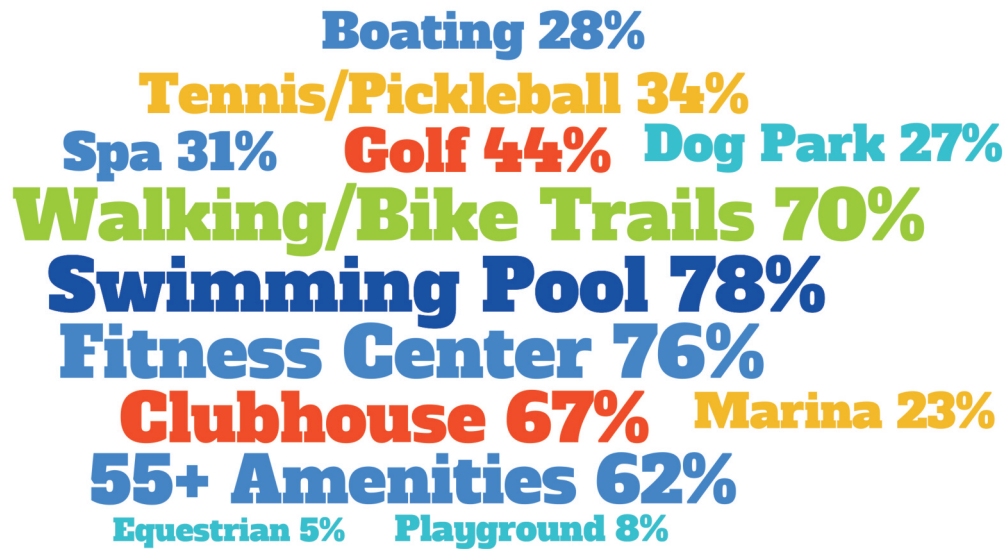 Boating 28%
Tennis/Pickleball 34%
Spa 31% Golf 44% Dog Park 27%
Walking/Bike Trails 70%
Swimming Pool 78%
Fitness Center 76%
Clubhouse 67% Marina 23%
55+ Amenities 62%
Equestrian 5% Playground 8%